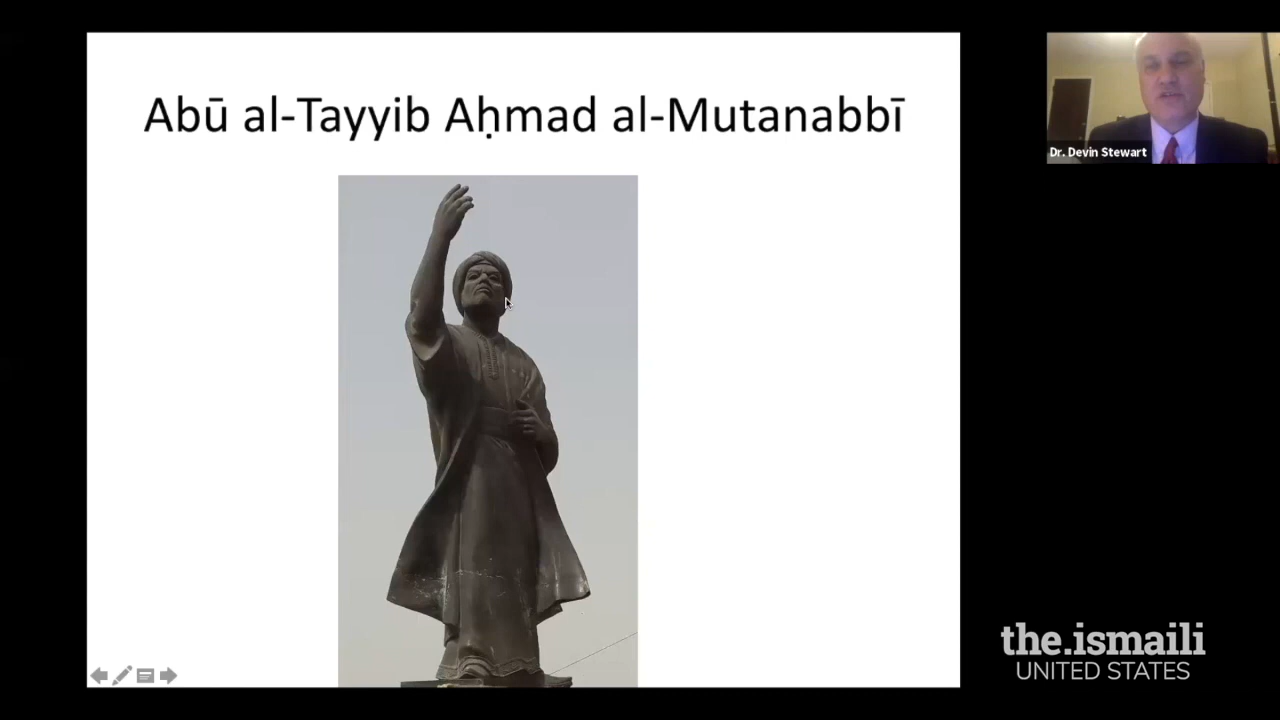 Abū al-Tayyib Aḥmad al-Mutanabbī
Dr. Devin Stewart
the.ismaili
UNITED STATES